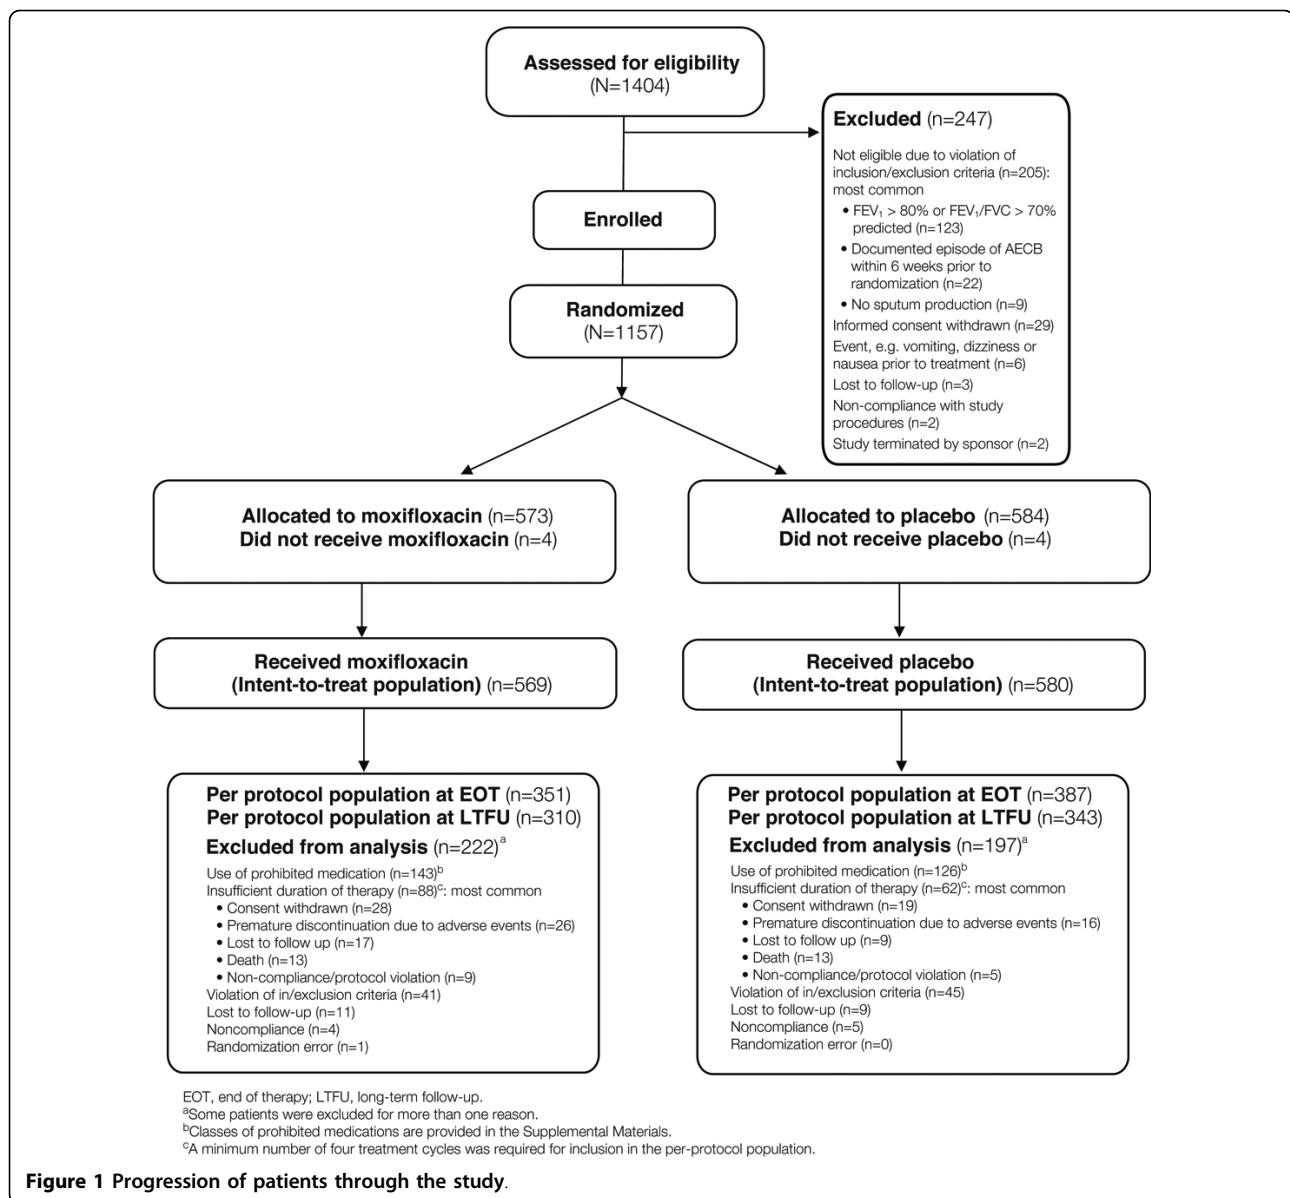 Assessed for eligibility
(N=1404)
Excluded (n=247)
Not eligible due to violation of
inclusion/exclusion criteria (n=205):
most common
• FEV₁ > 80% or FEV₁/FVC > 70%
predicted (n=123)
• Documented episode of AECB
within 6 weeks prior to
randomization (n=22)
• No sputum production (n=9)
Informed consent withdrawn (n=29)
Event, e.g. vomiting, dizziness or
nausea prior to treatment (n=6)
Lost to follow-up (n=3)
Non-compliance with study
procedures (n=2)
Study terminated by sponsor (n=2)
Enrolled
Randomized
(N=1157)
Allocated to moxifloxacin (n=573)
Did not receive moxifloxacin (n=4)
Allocated to placebo (n=584)
Did not receive placebo (n=4)
Received moxifloxacin
(Intent-to-treat population) (n=569)
Received placebo
(Intent-to-treat population) (n=580)
Per protocol population at EOT (n=351)
Per protocol population at LTFU (n=310)
Excluded from analysis (n=222)ᵃ
Use of prohibited medication (n=143)ᵇ
Insufficient duration of therapy (n=88)ᶜ: most common
• Consent withdrawn (n=28)
• Premature discontinuation due to adverse events (n=26)
• Lost to follow up (n=17)
• Death (n=13)
• Non-compliance/protocol violation (n=9)
Violation of in/exclusion criteria (n=41)
Lost to follow-up (n=11)
Noncompliance (n=4)
Randomization error (n=1)
Per protocol population at EOT (n=387)
Per protocol population at LTFU (n=343)
Excluded from analysis (n=197)ᵃ
Use of prohibited medication (n=126)ᵇ
Insufficient duration of therapy (n=62)ᶜ: most common
• Consent withdrawn (n=19)
• Premature discontinuation due to adverse events (n=16)
• Lost to follow up (n=9)
• Death (n=13)
• Non-compliance/protocol violation (n=5)
Violation of in/exclusion criteria (n=45)
Lost to follow-up (n=9)
Noncompliance (n=5)
Randomization error (n=0)
EOT, end of therapy; LTFU, long-term follow-up.
ᵃSome patients were excluded for more than one reason.
ᵇClasses of prohibited medications are provided in the Supplemental Materials.
ᶜA minimum number of four treatment cycles was required for inclusion in the per-protocol population.
Figure 1 Progression of patients through the study.